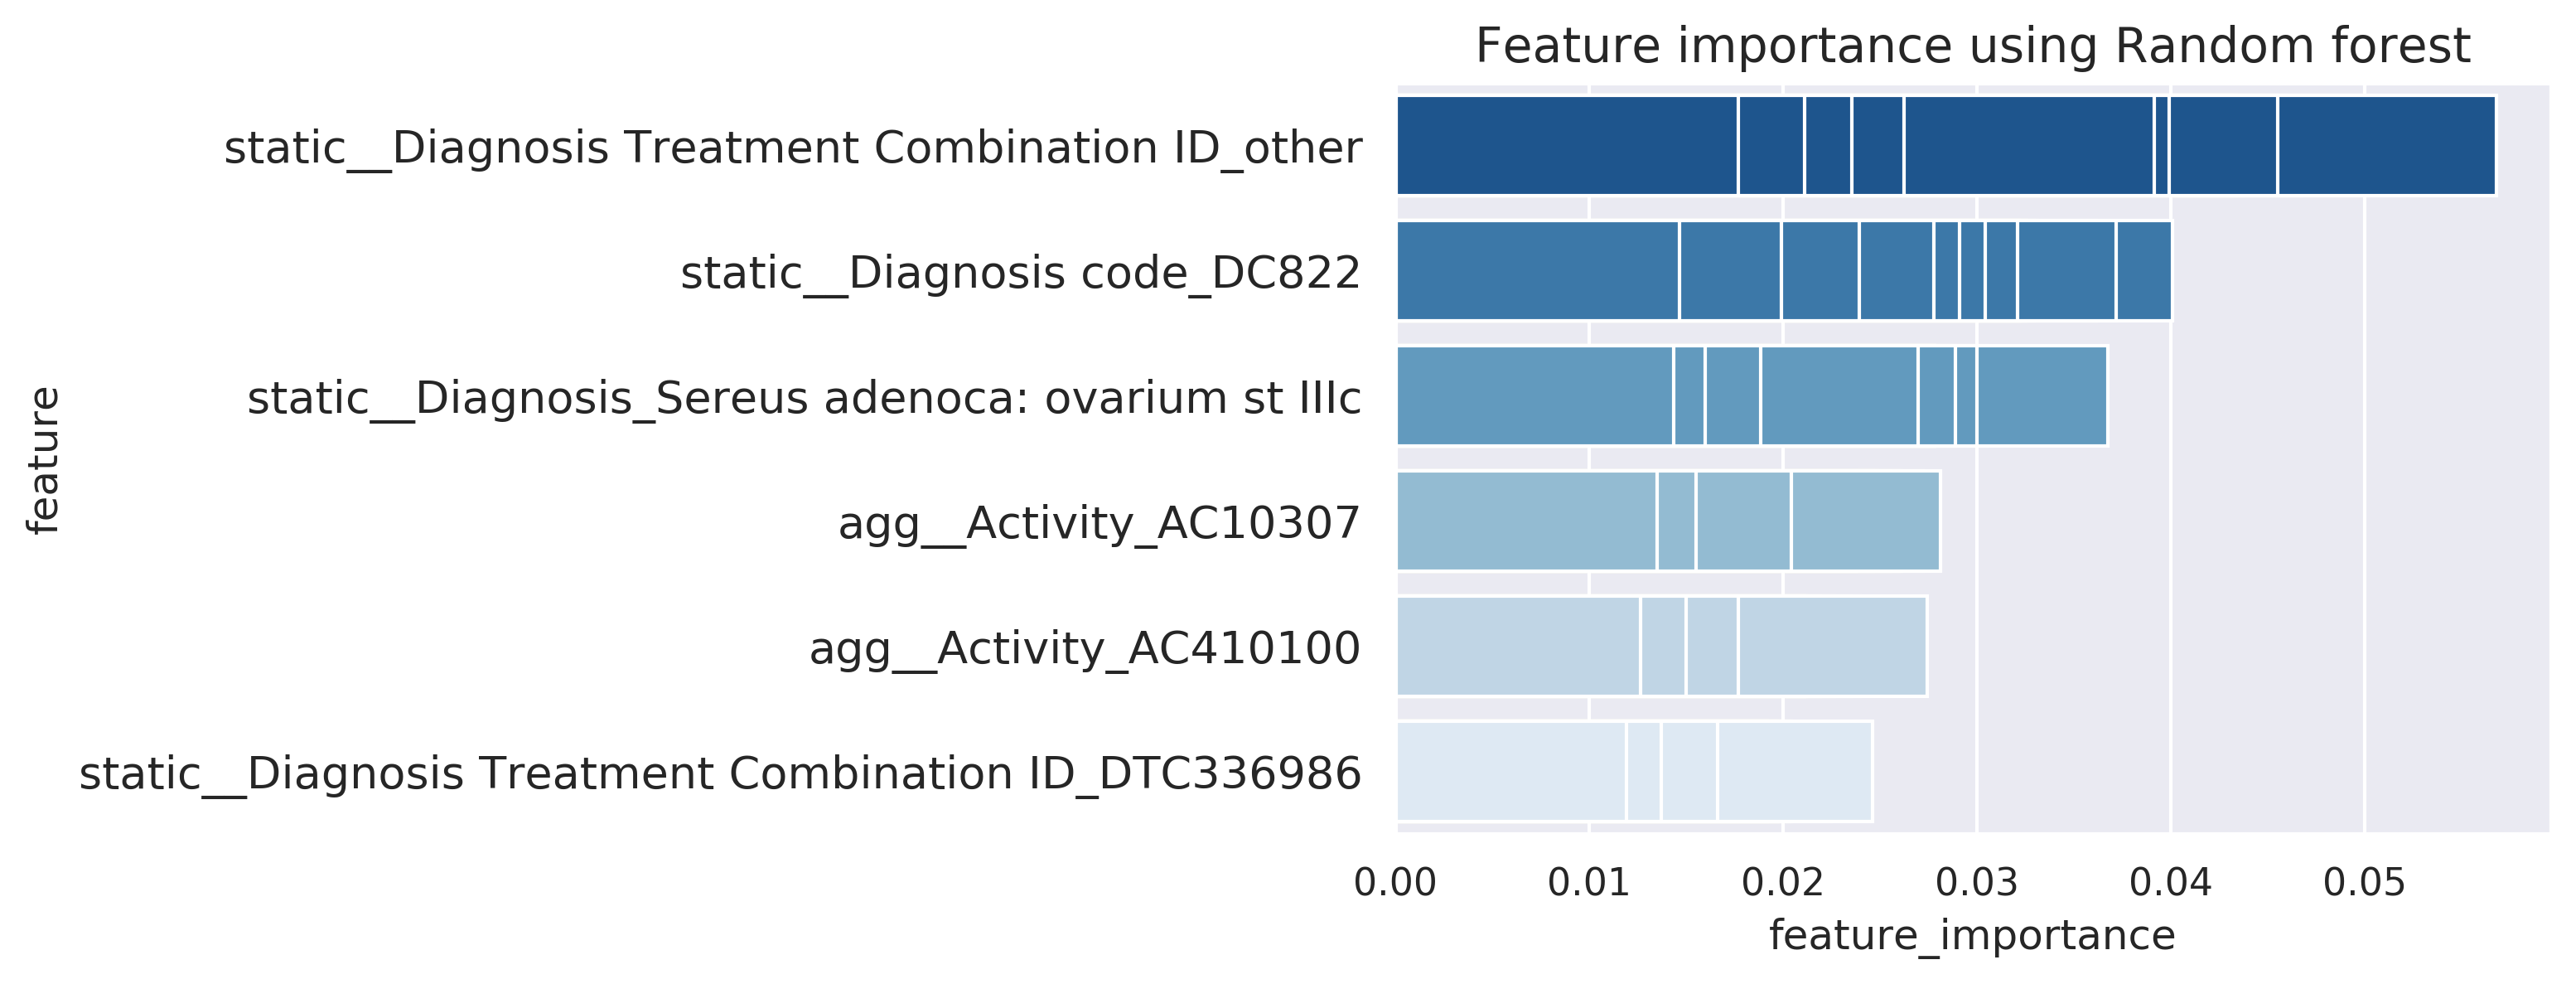 Feature importance using Random forest
static__Diagnosis Treatment Combination ID_other
static__Diagnosis code_DC822
static__Diagnosis_Sereus adenoca: ovarium st IIIc
agg__Activity_AC10307
agg__Activity_AC410100
static__Diagnosis Treatment Combination ID_DTC336986
feature
0.00 0.01 0.02 0.03 0.04 0.05
feature_importance